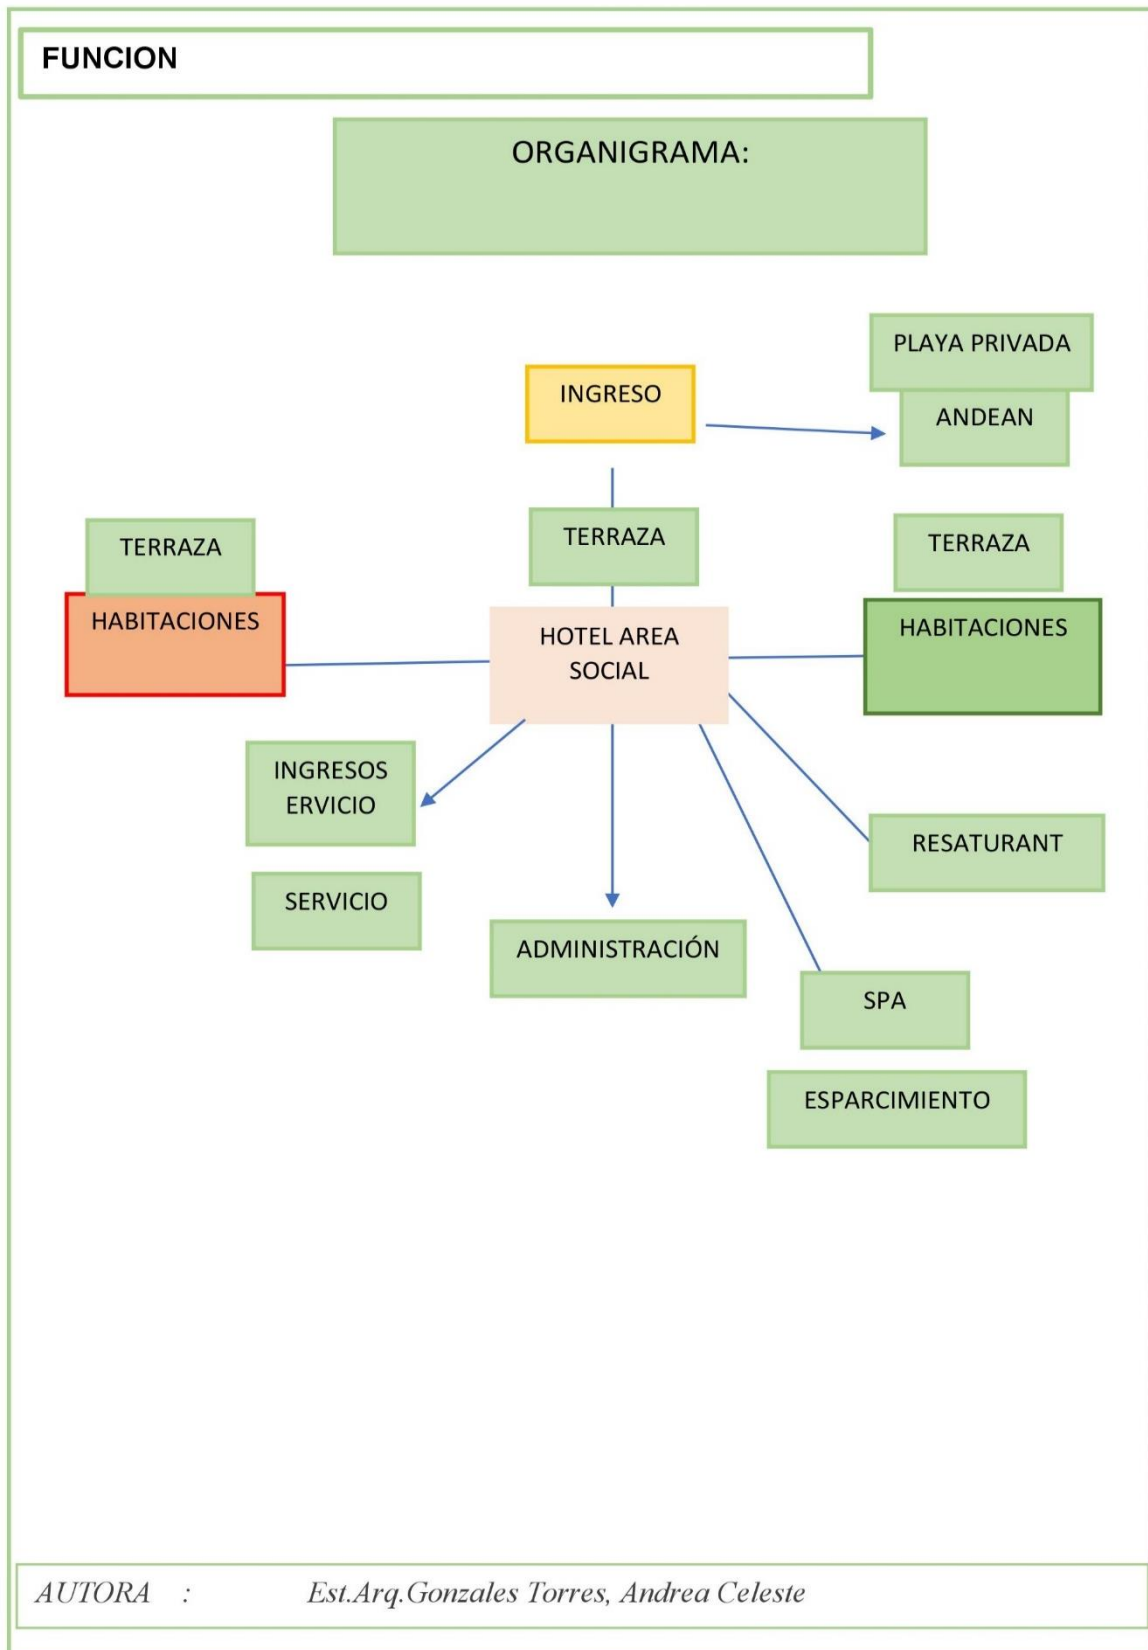 FUNCION
ORGANIGRAMA:
PLAYA PRIVADA
INGRESO
ANDEAN
TERRAZA
TERRAZA
TERRAZA
HABITACIONES
HOTEL AREA
SOCIAL
HABITACIONES
INGRESOS
ERVICIO
RESATURANT
SERVICIO
ADMINISTRACIÓN
SPA
ESPARCIMIENTO
AUTORA : Est.Arq.Gonzales Torres, Andrea Celeste